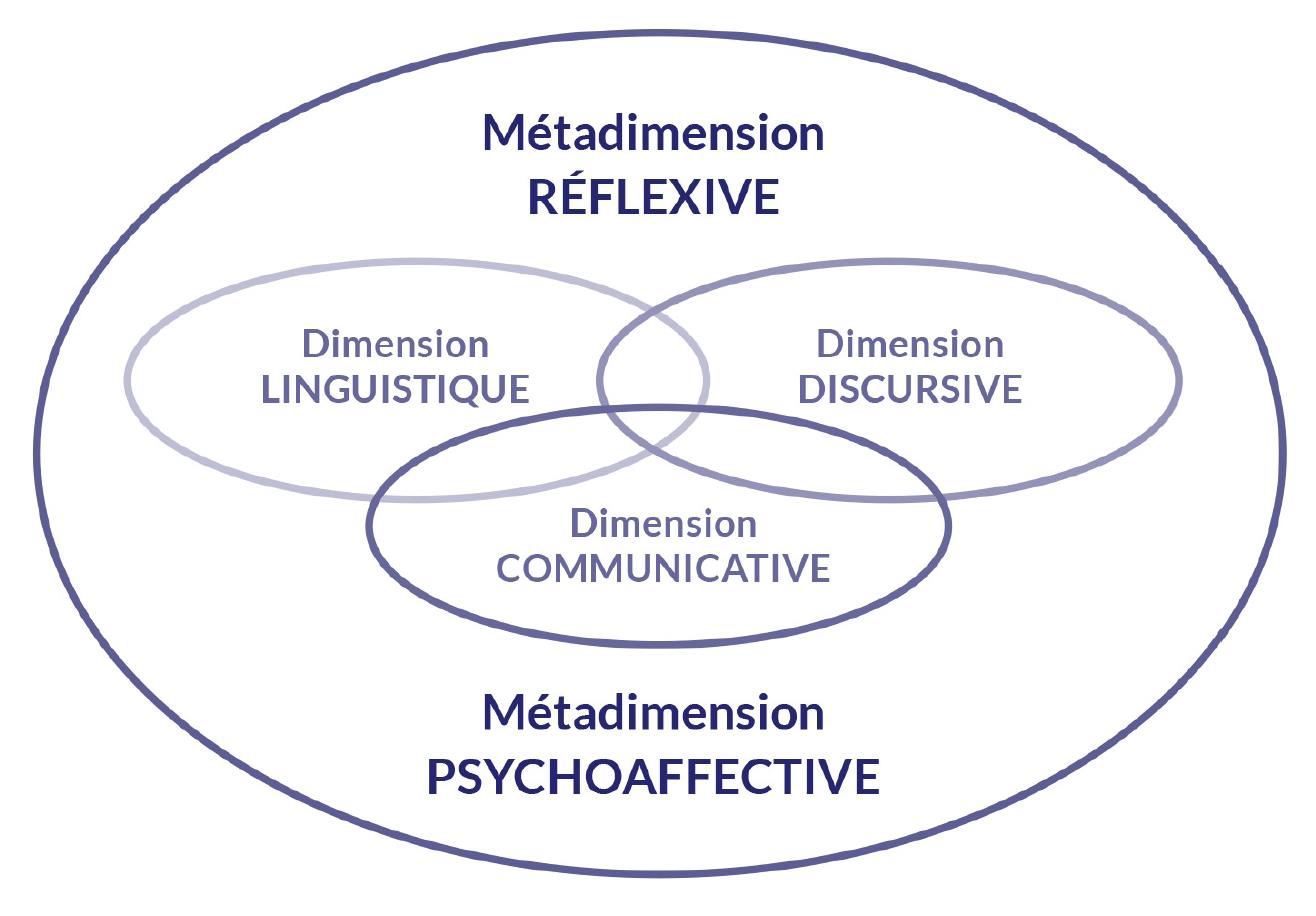 Métadimension
RÉFLEXIVE
Dimension
LINGUISTIQUE
Dimension
DISCURSIVE
Dimension
COMMUNICATIVE
Métadimension
PSYCHOAFFECTIVE